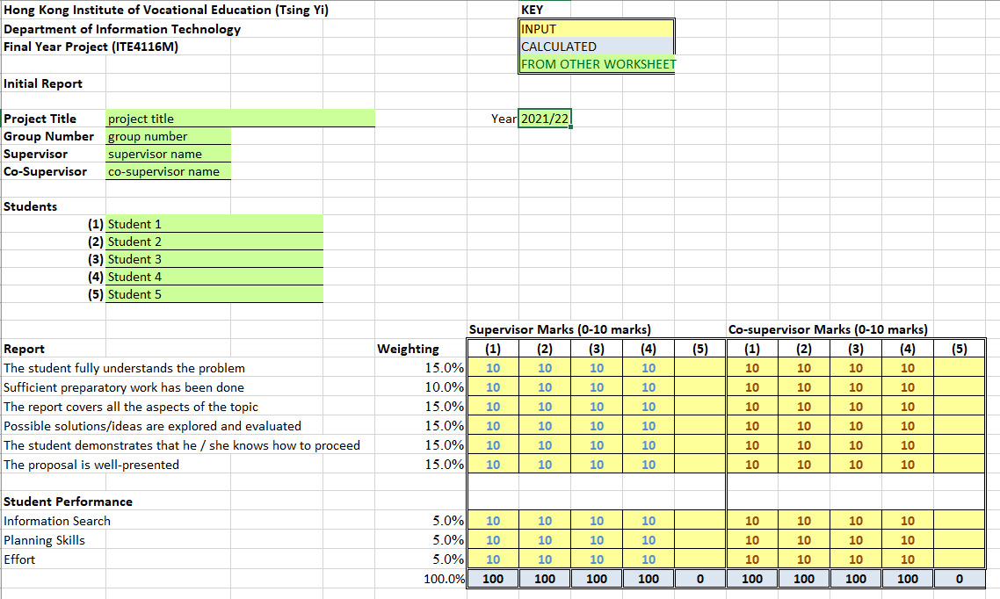 Hong Kong Institute of Vocational Education (Tsing Yi) KEY
Department of Information Technology INPUT
Final Year Project (ITE4116M) CALCULATED
FROM OTHER WORKSHEET
Initial Report
Project Title project title Year 2021/22
Group Number group number
Supervisor supervisor name
Co-Supervisor co-supervisor name
Students
(1) Student 1
(2) Student 2
(3) Student 3
(4) Student 4
(5) Student 5
Supervisor Marks (0-10 marks) Co-supervisor Marks (0-10 marks)
Report Weighting (1) (2) (3) (4) (5) (1) (2) (3) (4) (5)
The student fully understands the problem 15.0% 10 10 10 10 10 10 10 10
Sufficient preparatory work has been done 10.0% 10 10 10 10 10 10 10 10
The report covers all the aspects of the topic 15.0% 10 10 10 10 10 10 10 10
Possible solutions/ideas are explored and evaluated 15.0% 10 10 10 10 10 10 10 10
The student demonstrates that he / she knows how to proceed 15.0% 10 10 10 10 10 10 10 10
The proposal is well-presented 15.0% 10 10 10 10 10 10 10 10
Student Performance
Information Search 5.0% 10 10 10 10 10 10 10 10
Planning Skills 5.0% 10 10 10 10 10 10 10 10
Effort 5.0% 10 10 10 10 10 10 10 10
100.0% 100 100 100 100 0 100 100 100 100 0